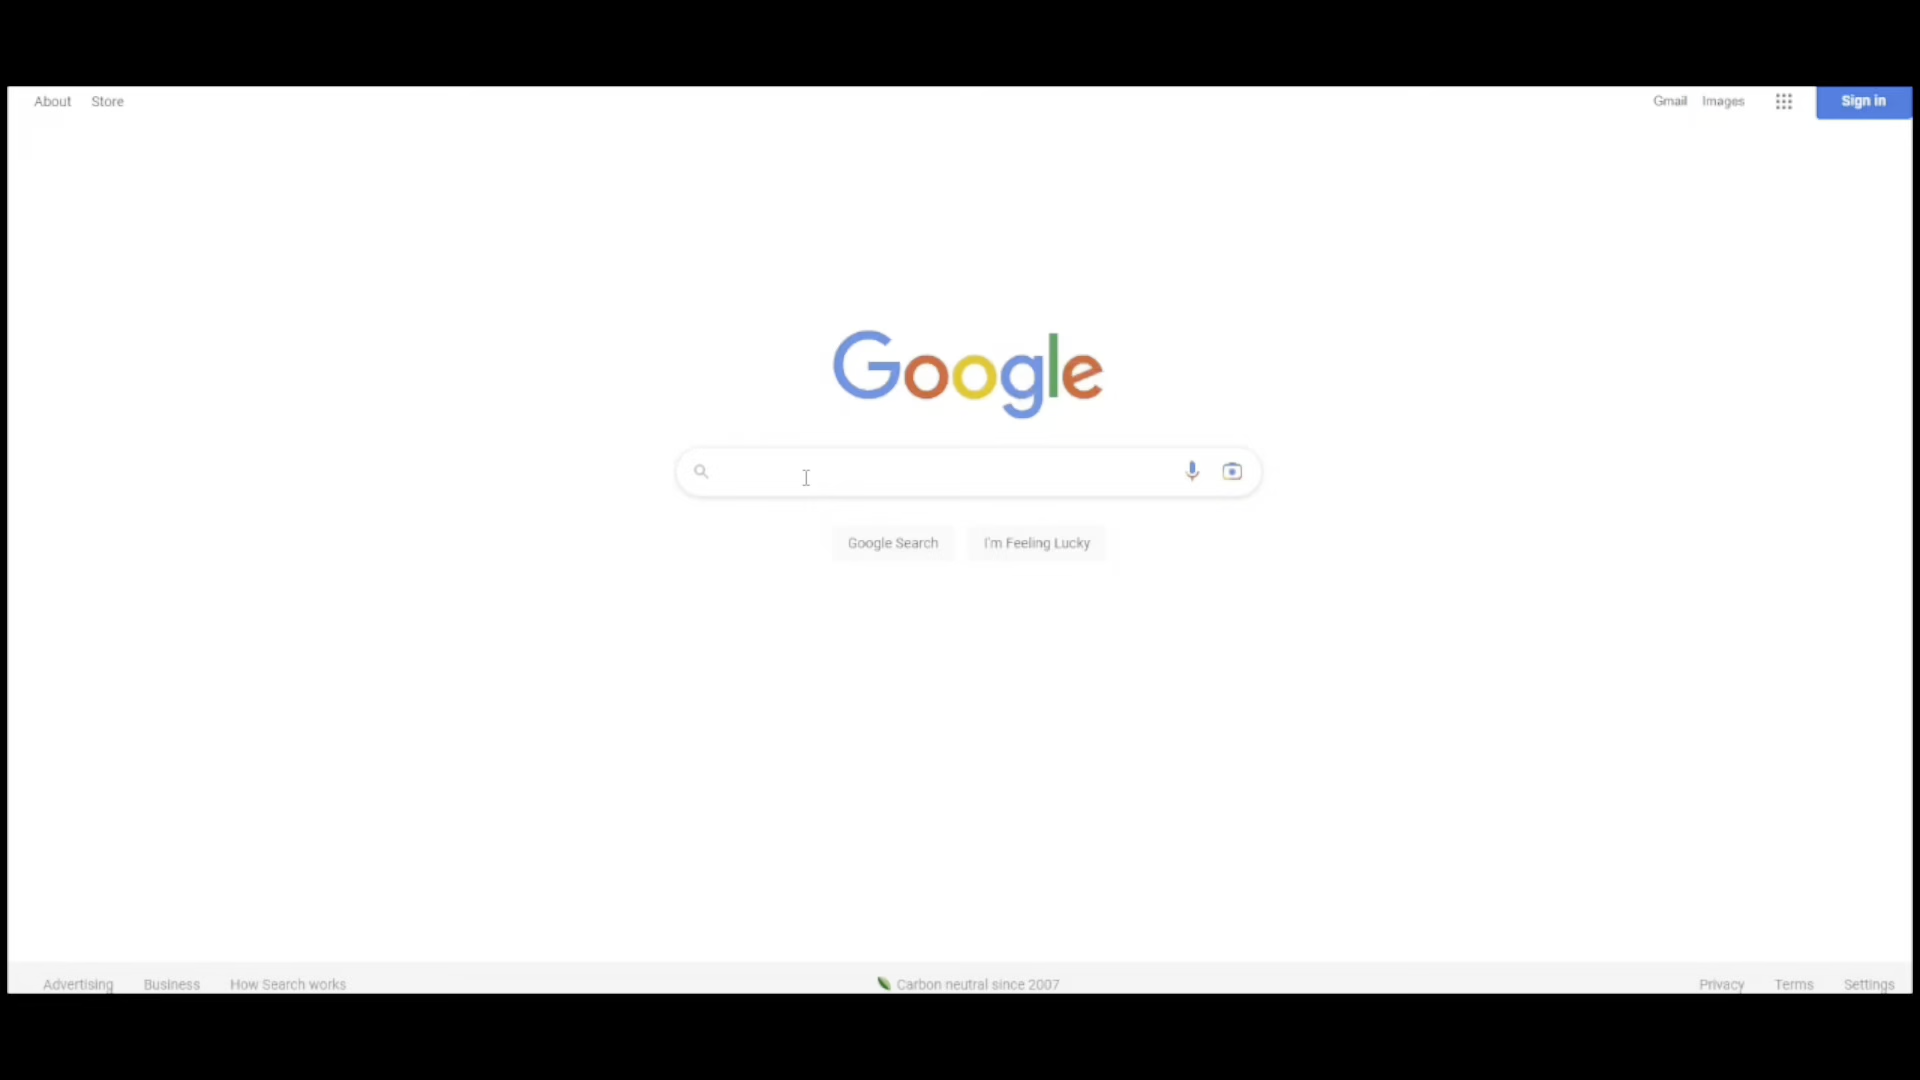 About Store
Gmail Images Sign in
Google
Google Search I'm Feeling Lucky
Advertising Business How Search works
Carbon neutral since 2007
Privacy Terms Settings